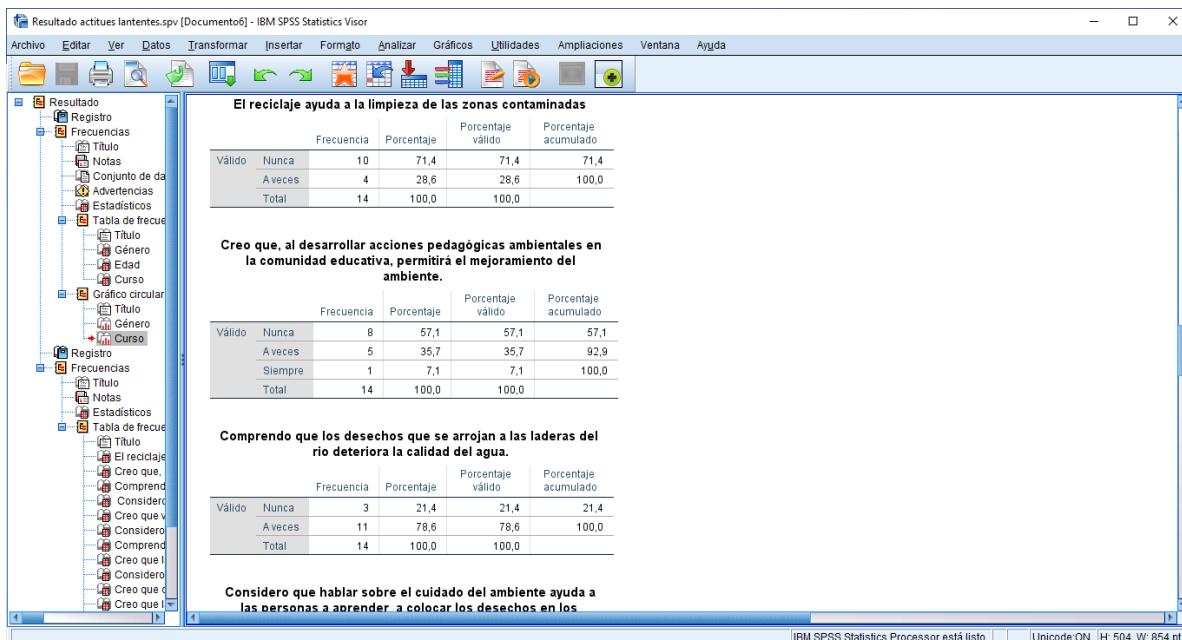 Resultado actitues lantentes.spv [Documento6] - IBM SPSS Statistics Visor
Archivo Editar Ver Datos Transformar Insertar Formato Analizar Gráficos Utilidades Ampliaciones Ventana Ayuda
Resultado
Registro
Frecuencias
Título
Notas
Conjunto de da
Advertencias
Estadísticos
Tabla de frecue
Título
Género
Edad
Curso
Gráfico circular
Título
Género
Curso
Registro
Frecuencias
Título
Notas
Estadísticos
Tabla de frecue
Título
El reciclaje
Creo que,
Comprend
Considero
Creo que v
Considero
Comprend
Creo que l
Considero
Creo que c
Creo que l
El reciclaje ayuda a la limpieza de las zonas contaminadas
Frecuencia Porcentaje Porcentaje válido Porcentaje acumulado
Válido Nunca 10 71,4 71,4 71,4
A veces 4 28,6 28,6 100,0
Total 14 100,0 100,0
Creo que, al desarrollar acciones pedagógicas ambientales en
la comunidad educativa, permitirá el mejoramiento del
ambiente.
Frecuencia Porcentaje Porcentaje válido Porcentaje acumulado
Válido Nunca 8 57,1 57,1 57,1
A veces 5 35,7 35,7 92,9
Siempre 1 7,1 7,1 100,0
Total 14 100,0 100,0
Comprendo que los desechos que se arrojan a las laderas del
rio deteriora la calidad del agua.
Frecuencia Porcentaje Porcentaje válido Porcentaje acumulado
Válido Nunca 3 21,4 21,4 21,4
A veces 11 78,6 78,6 100,0
Total 14 100,0 100,0
Considero que hablar sobre el cuidado del ambiente ayuda a
las personas a aprender a colocar los desechos en los
IBM SPSS Statistics Processor está listo Unicode:ON H: 504, W: 854 pt